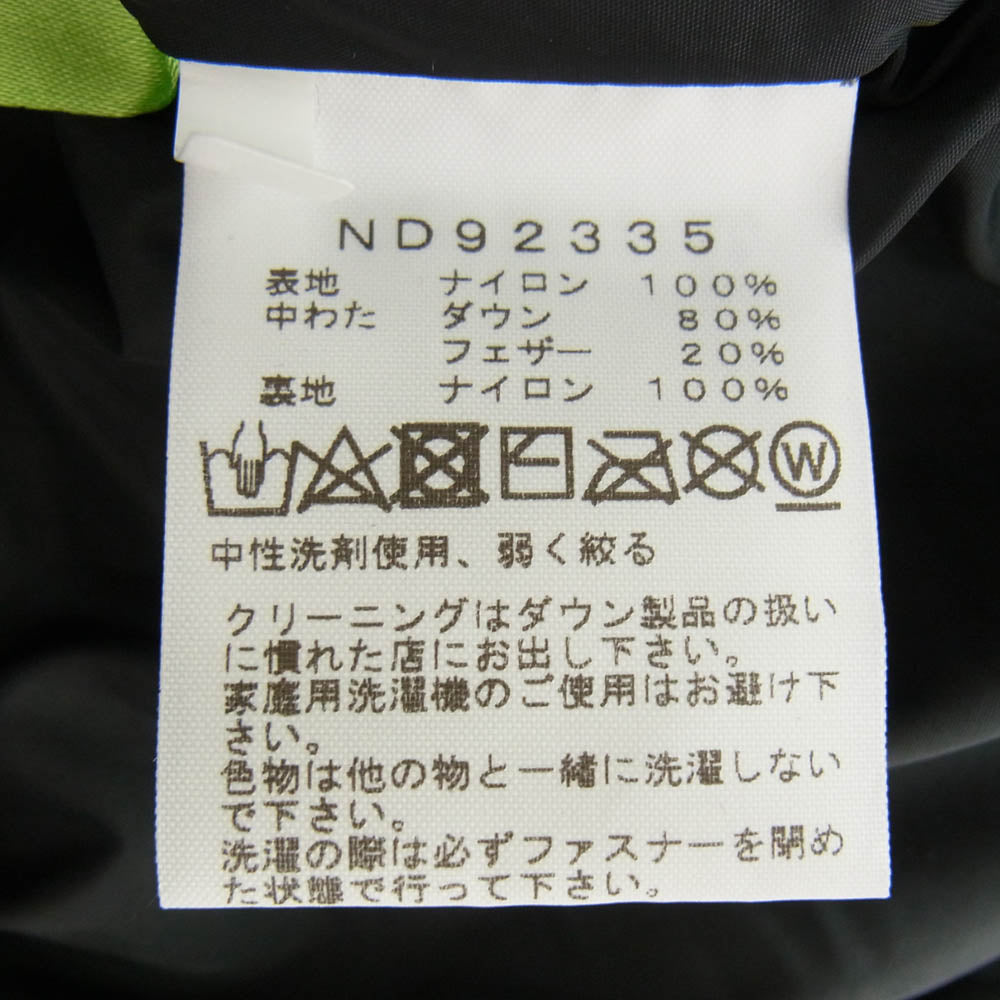 ND92335
表地 ナイロン 100%
中わた ダウン 80%
フェザー 20%
裏地 ナイロン 100%
W
中性洗剤使用、弱く絞る
クリーニングはダウン製品の扱い
に慣れた店にお出し下さい。
家庭用洗濯機のご使用はお避け下
さい。
色物は他の物と一緒に洗濯しない
で下さい。
洗濯の際は必ずファスナーを閉め
た状態で行って下さい。